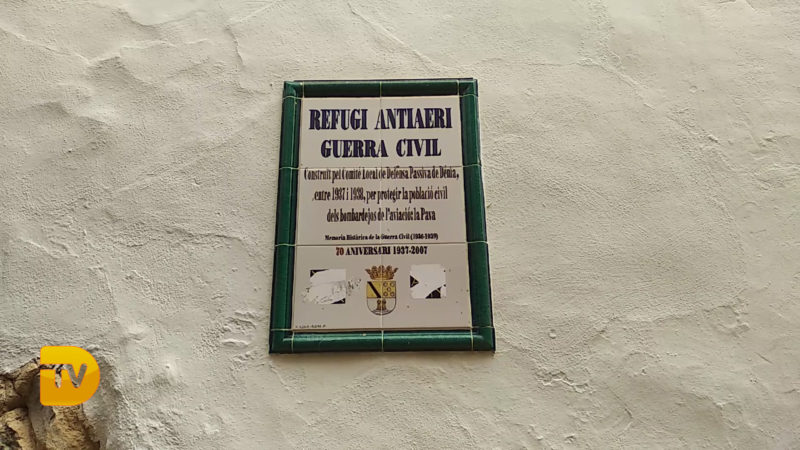 REFUGI ANTIAERI
GUERRA CIVIL
Construït pel Comité Local de Defensa Passiva de Dénia,
entre 1937 i 1938, per protegir la població civil
dels bombardejos de l'aviació: la Pava
Memoria Històrica de la Guerra Civil (1936-1939)
70 ANIVERSARI 1937-2007
TV